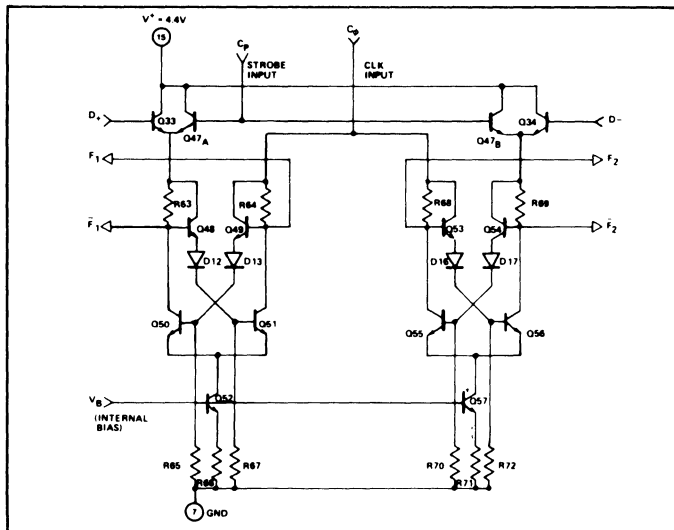 V+ = 4.4V
15
Cp
STROBE
INPUT
Cφ
CLK
INPUT
D+
Q33
Q47A
Q47B
Q34
D-
F1
F2
R63
R64
R68
R69
F̄1
Q48
Q49
Q53
Q54
F̄2
D12
D13
D16
D17
Q50
Q51
Q55
Q56
VB
(INTERNAL
BIAS)
Q52
Q57
R65
R66
R67
R70
R71
R72
7
GND